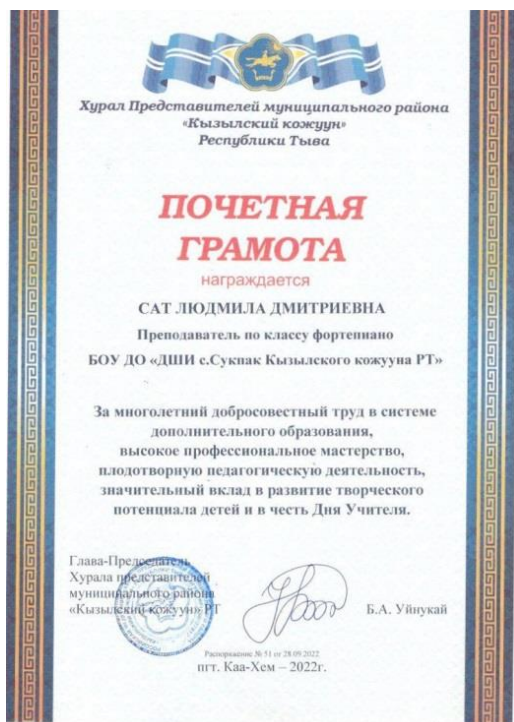 Хурал Представителей муниципального района
«Кызылский кожуун»
Республики Тыва
ПОЧЕТНАЯ
ГРАМОТА
награждается
САТ ЛЮДМИЛА ДМИТРИЕВНА
Преподаватель по классу фортепиано
БОУ ДО «ДШИ с.Сукпак Кызылского кожууна РТ»
За многолетний добросовестный труд в системе
дополнительного образования,
высокое профессиональное мастерство,
плодотворную педагогическую деятельность,
значительный вклад в развитие творческого
потенциала детей и в честь Дня Учителя.
Глава-Председатель
Хурала представителей
муниципального района
«Кызылский кожуун» РТ
Б.А. Уйнукай
Распоряжение № 51 от 28.09.2022
пгт. Каа-Хем – 2022г.